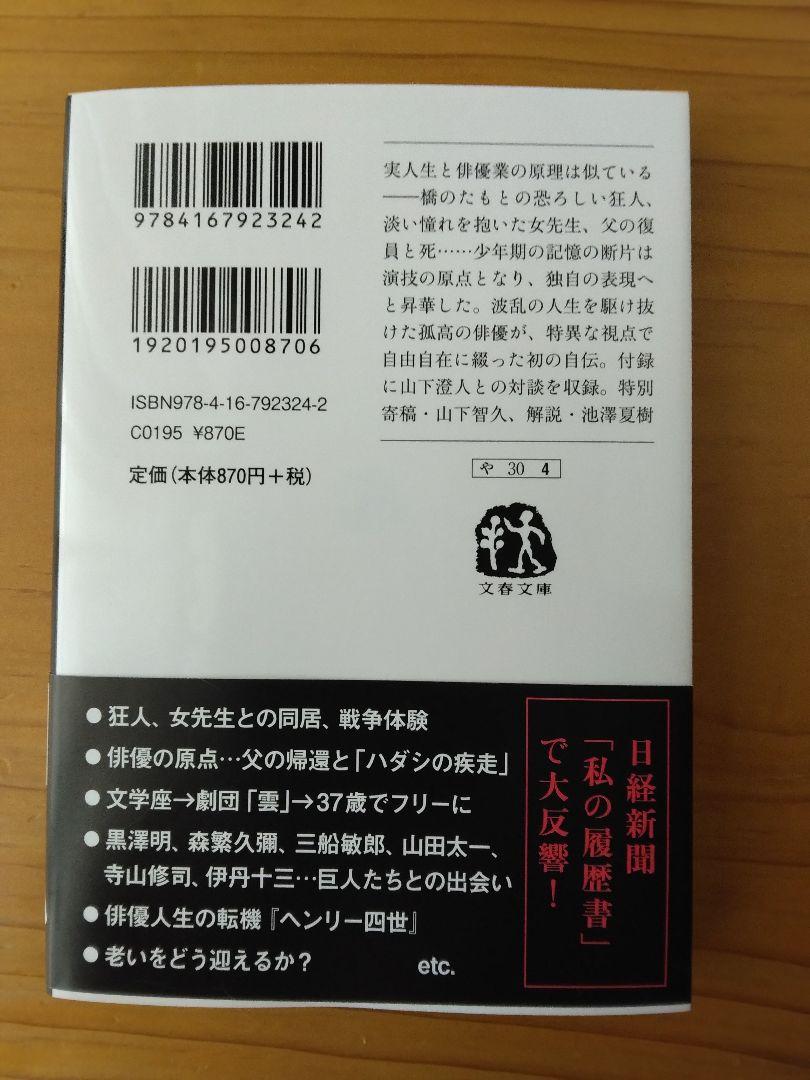 9784167923242
1920195008706
ISBN978-4-16-792324-2
C0195 ¥870E
定価(本体870円+税)
実人生と俳優業の原理は似ている
――橋のたもとの恐ろしい狂人、
淡い憧れを抱いた女先生、父の復
員と死……少年期の記憶の断片は
演技の原点となり、独自の表現へ
と昇華した。波乱の人生を駆け抜
けた孤高の俳優が、特異な視点で
自由自在に綴った初の自伝。付録
に山下澄人との対談を収録。特別
寄稿・山下智久、解説・池澤夏樹
や 30 4
文春文庫
日経新聞
「私の履歴書」
で大反響!
●狂人、女先生との同居、戦争体験
●俳優の原点…父の帰還と「ハダシの疾走」
●文学座→劇団「雲」→37歳でフリーに
●黒澤明、森繁久彌、三船敏郎、山田太一、
寺山修司、伊丹十三…巨人たちとの出会い
●俳優人生の転機『ヘンリー四世』
●老いをどう迎えるか? etc.